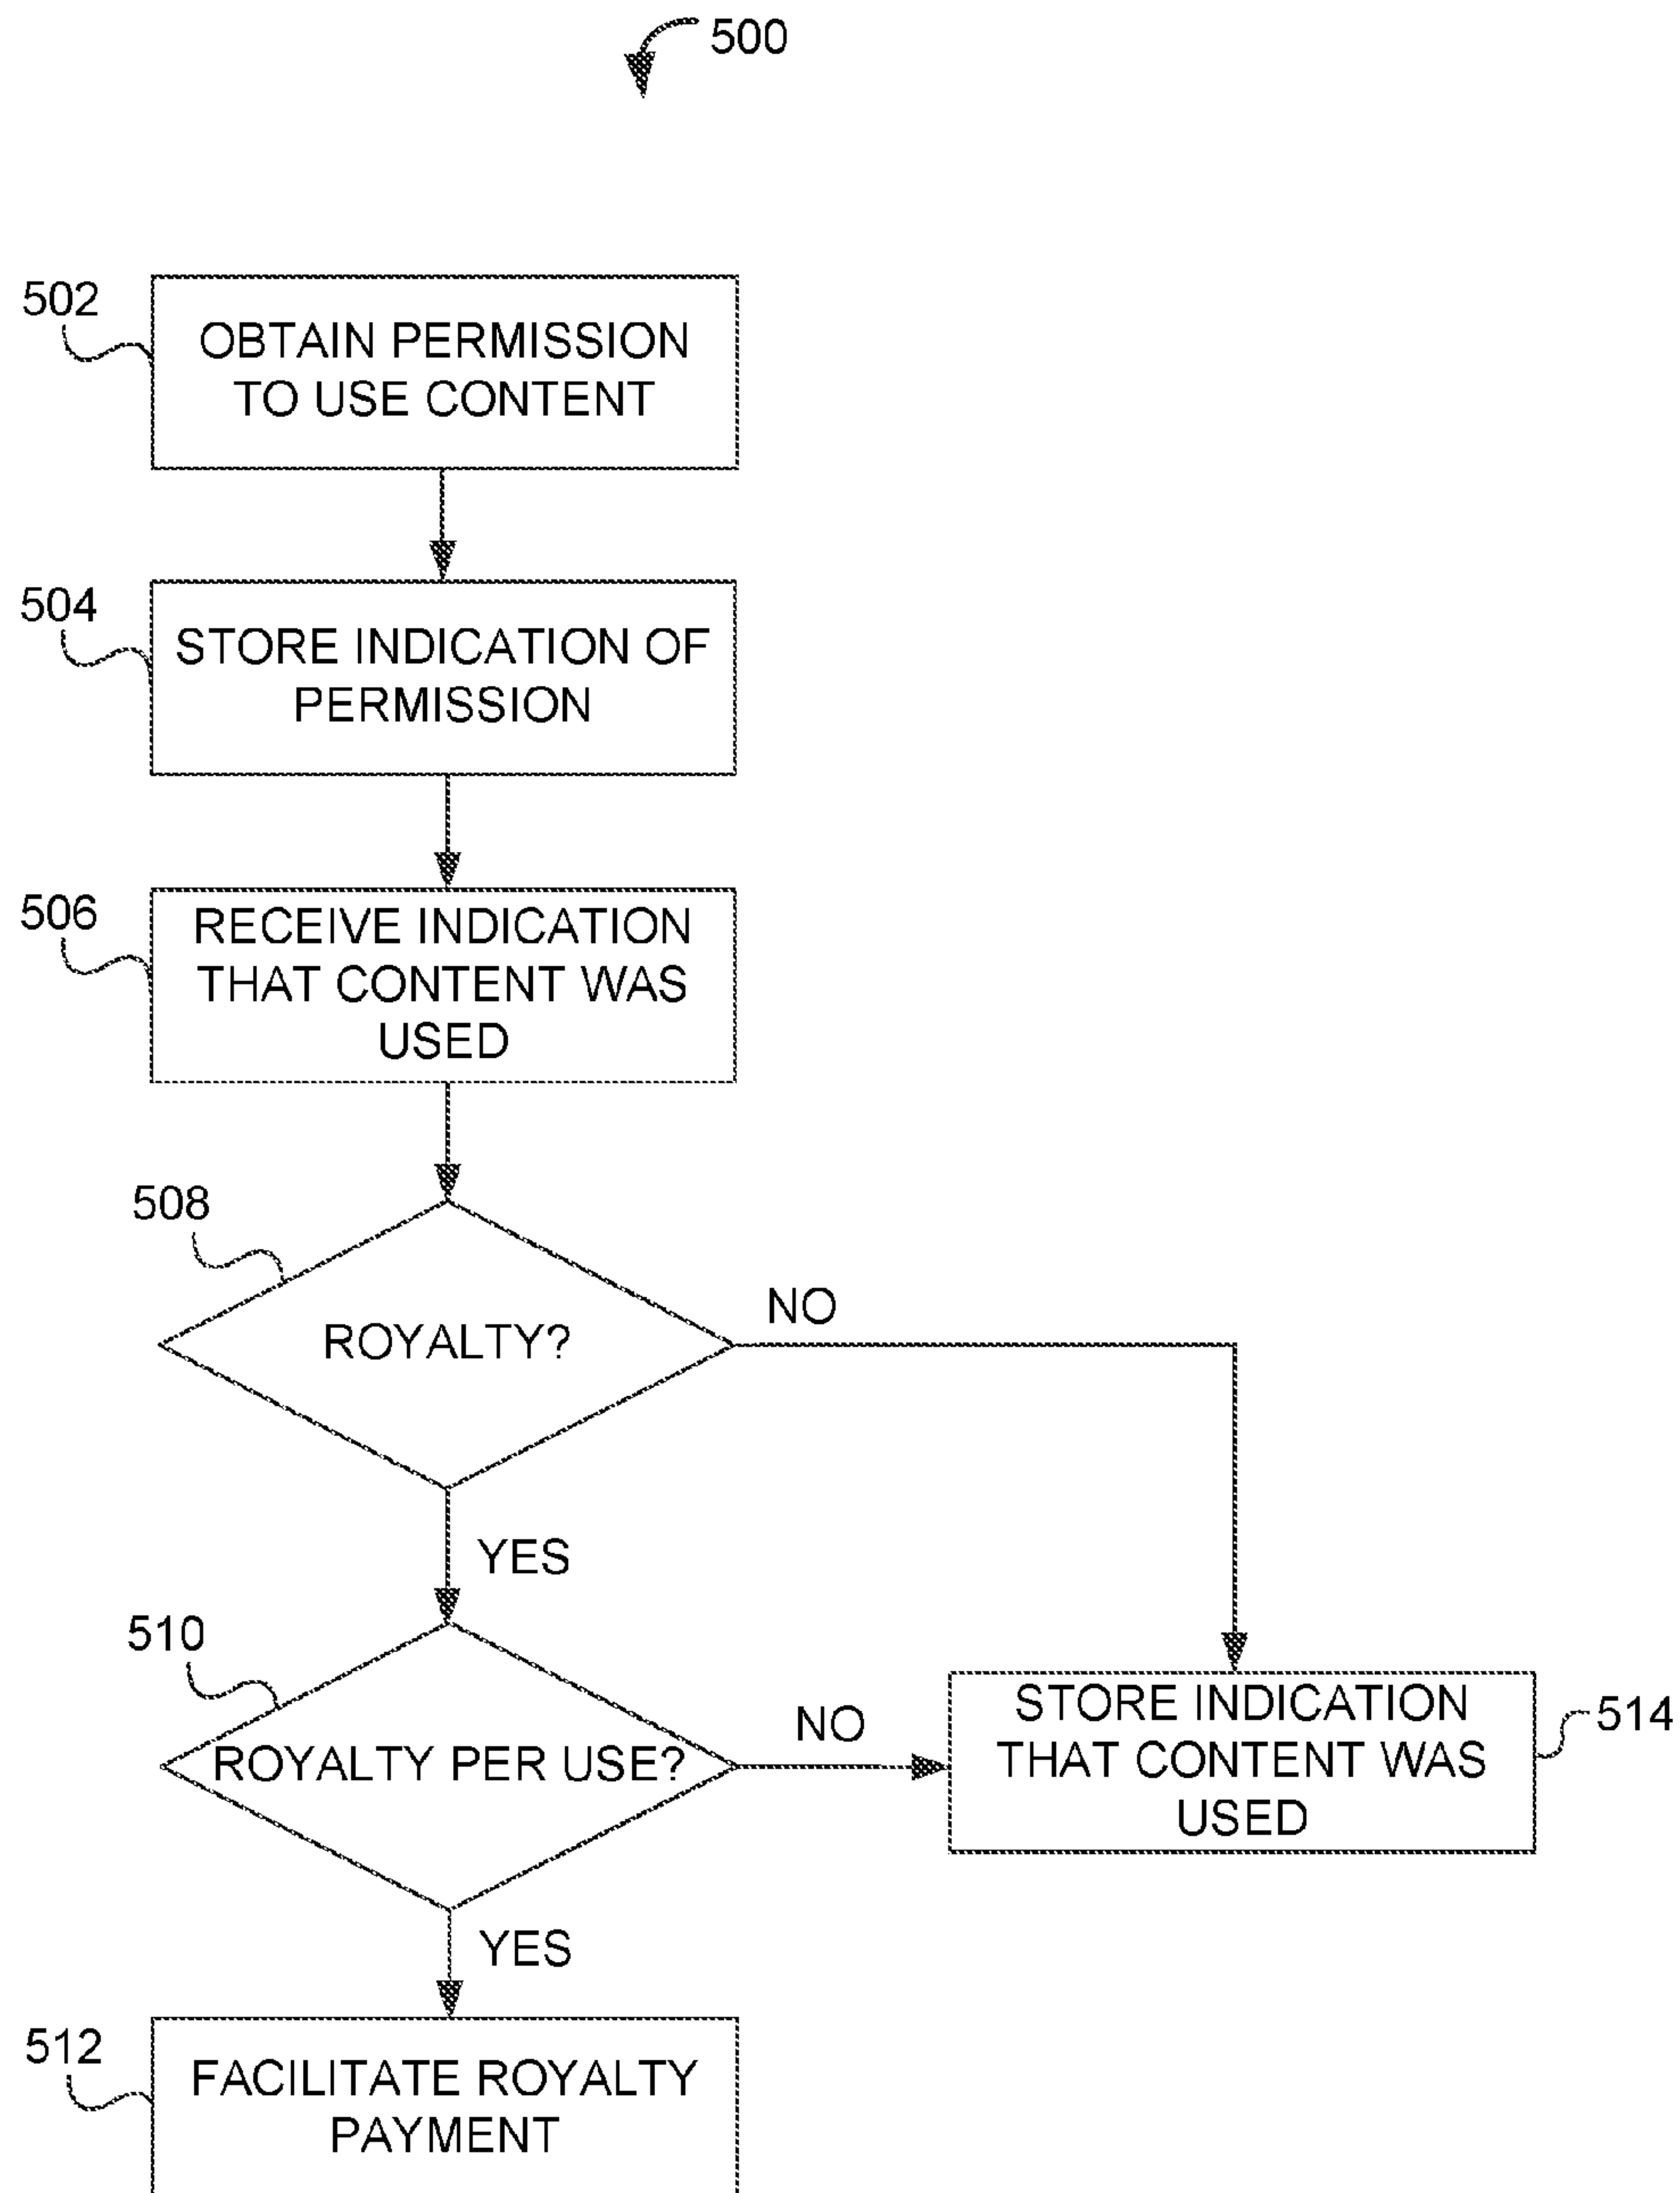 500
502
OBTAIN PERMISSION
TO USE CONTENT
504
STORE INDICATION OF
PERMISSION
506
RECEIVE INDICATION
THAT CONTENT WAS
USED
508
ROYALTY?
NO
YES
510
ROYALTY PER USE?
NO
STORE INDICATION
THAT CONTENT WAS
USED
514
YES
512
FACILITATE ROYALTY
PAYMENT